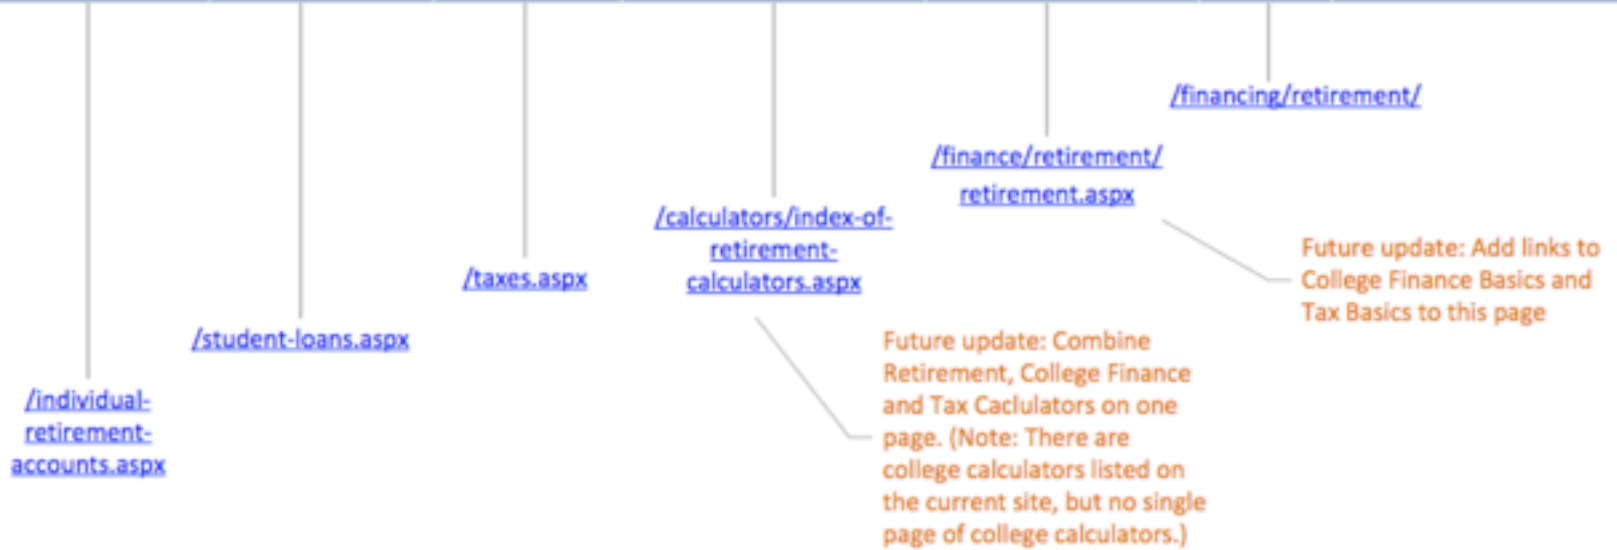 /financing/retirement/
/finance/retirement/
retirement.aspx
/calculators/index-of-
retirement-
calculators.aspx
/taxes.aspx
/student-loans.aspx
/individual-
retirement-
accounts.aspx
Future update: Add links to
College Finance Basics and
Tax Basics to this page
Future update: Combine
Retirement, College Finance
and Tax Caclulators on one
page. (Note: There are
college calculators listed on
the current site, but no single
page of college calculators.)